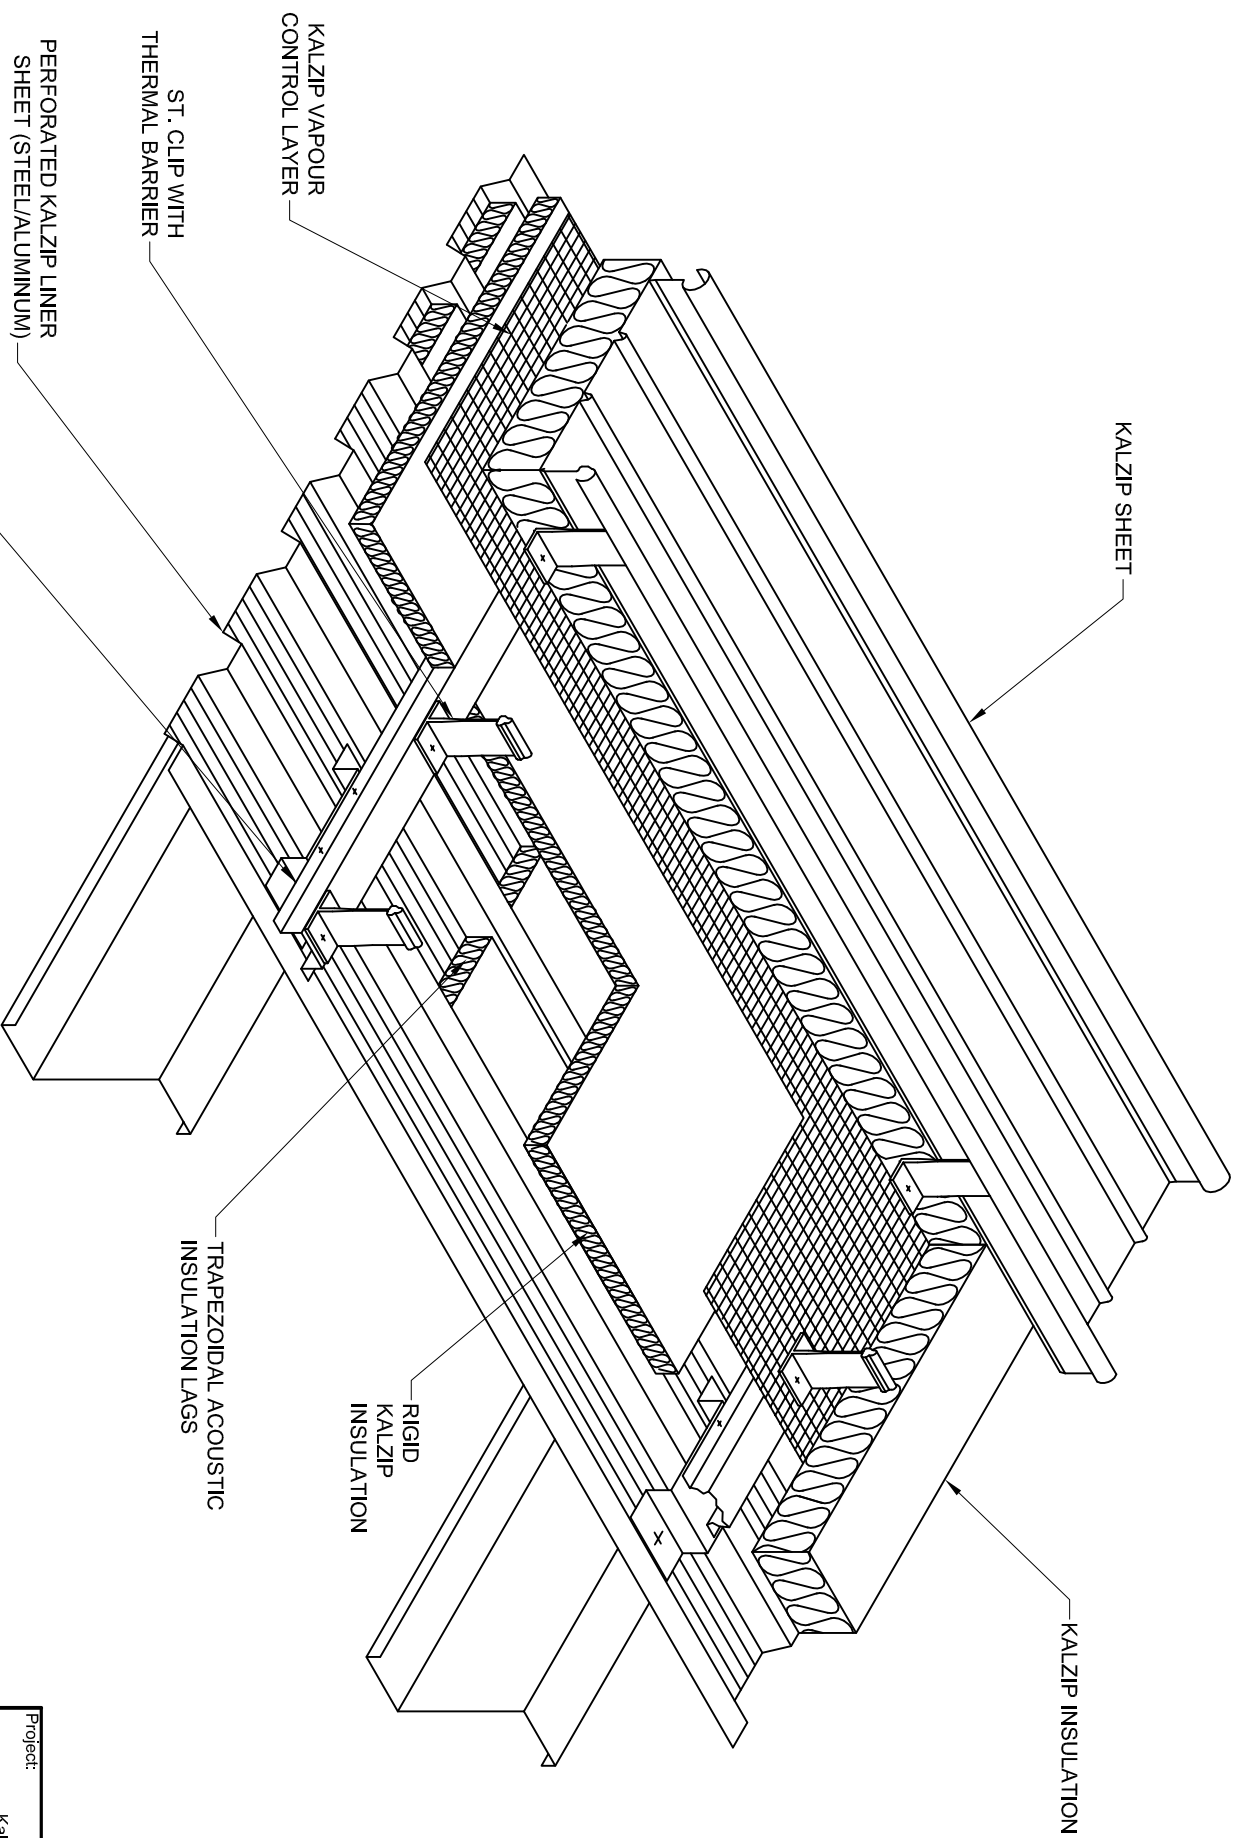 KALZIP SHEET
KALZIP INSULATION
KALZIP VAPOUR
CONTROL LAYER
ST. CLIP WITH
THERMAL BARRIER
PERFORATED KALZIP LINER
SHEET (STEEL/ALUMINUM)
RIGID
KALZIP
INSULATION
TRAPEZOIDAL ACOUSTIC
INSULATION LAGS
Project: